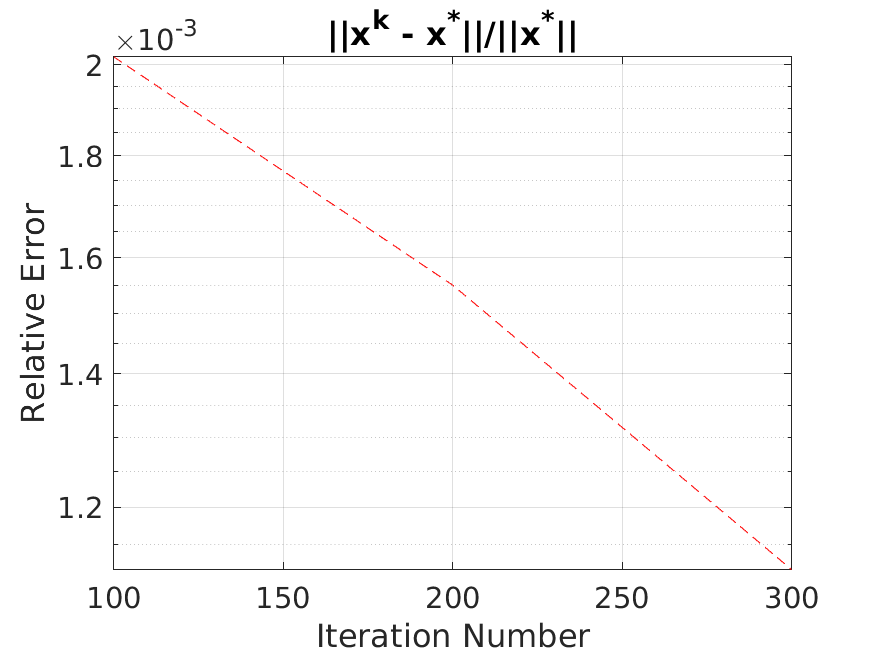 ||x^k - x^*||/||x^*||
×10^-3
2
1.8
1.6
1.4
1.2
Relative Error
100 150 200 250 300
Iteration Number